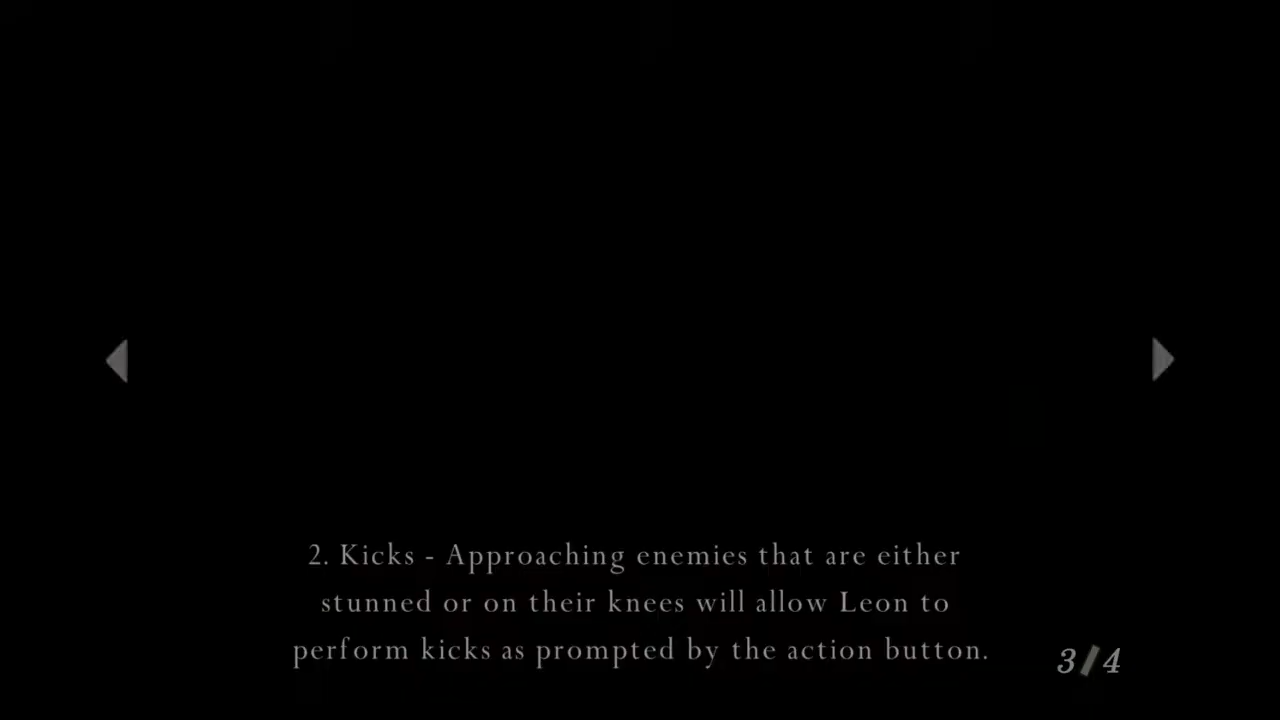 2. Kicks - Approaching enemies that are either
stunned or on their knees will allow Leon to
perform kicks as prompted by the action button.
3/4